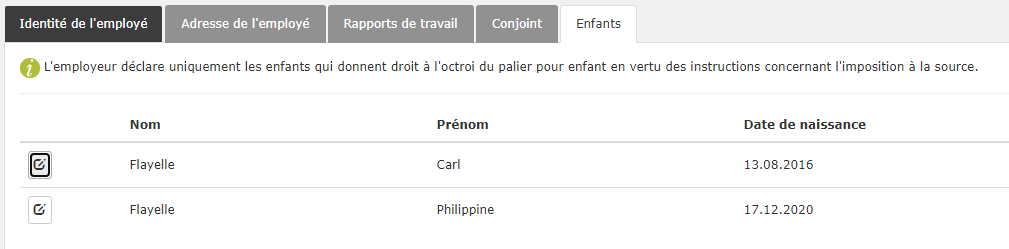 Identité de l'employé Adresse de l'employé Rapports de travail Conjoint Enfants
L'employeur déclare uniquement les enfants qui donnent droit à l'octroi du palier pour enfant en vertu des instructions concernant l'imposition à la source.
Nom Prénom Date de naissance
Flayelle Carl 13.08.2016
Flayelle Philippine 17.12.2020